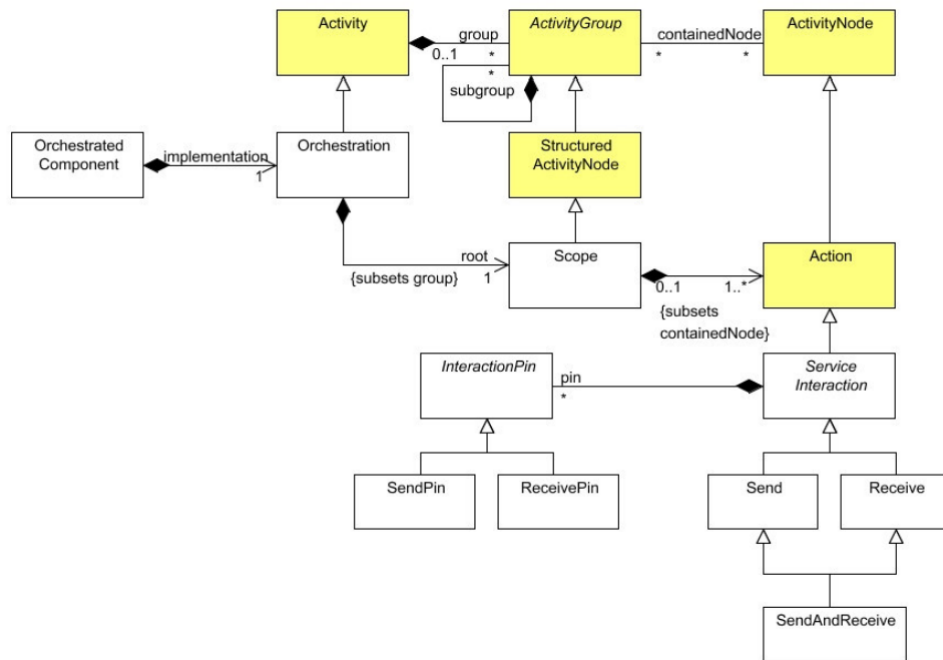 Activity
group
0..1
*
ActivityGroup
containedNode
*
*
ActivityNode
*
subgroup
Orchestrated
Component
implementation
1
Orchestration
Structured
ActivityNode
root
{subsets group}
1
Scope
0..1
1..*
{subsets
containedNode}
Action
InteractionPin
pin
*
Service
Interaction
SendPin
ReceivePin
Send
Receive
SendAndReceive